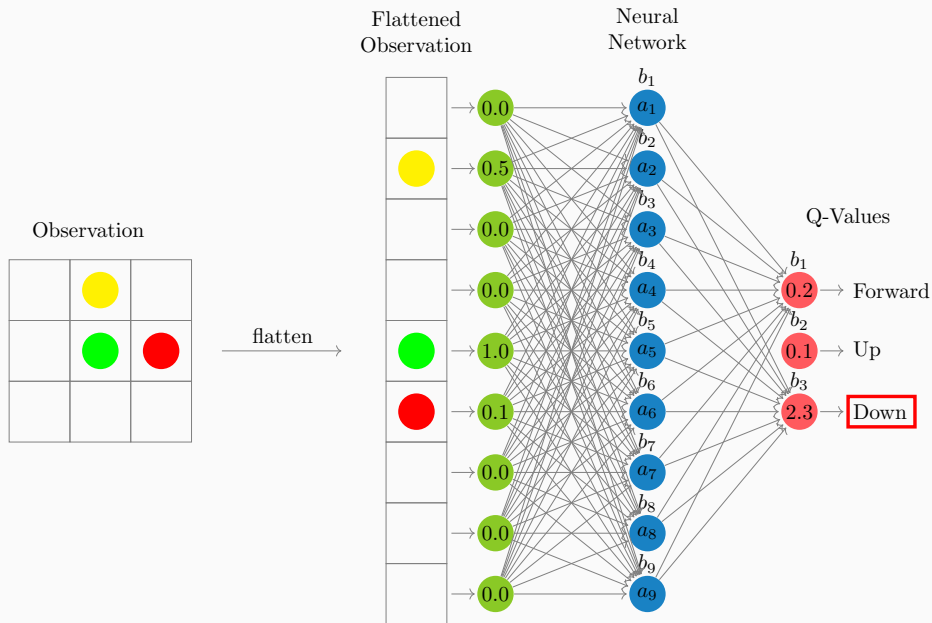 Flattened
Observation
Neural
Network
Observation
flatten
Q-Values
0.0
0.5
0.0
0.0
1.0
0.1
0.0
0.0
0.0
b₁
a₁
b₂
a₂
b₃
a₃
b₄
a₄
b₅
a₅
b₆
a₆
b₇
a₇
b₈
a₈
b₉
a₉
b₁
0.2 Forward
b₂
0.1 Up
b₃
2.3 Down